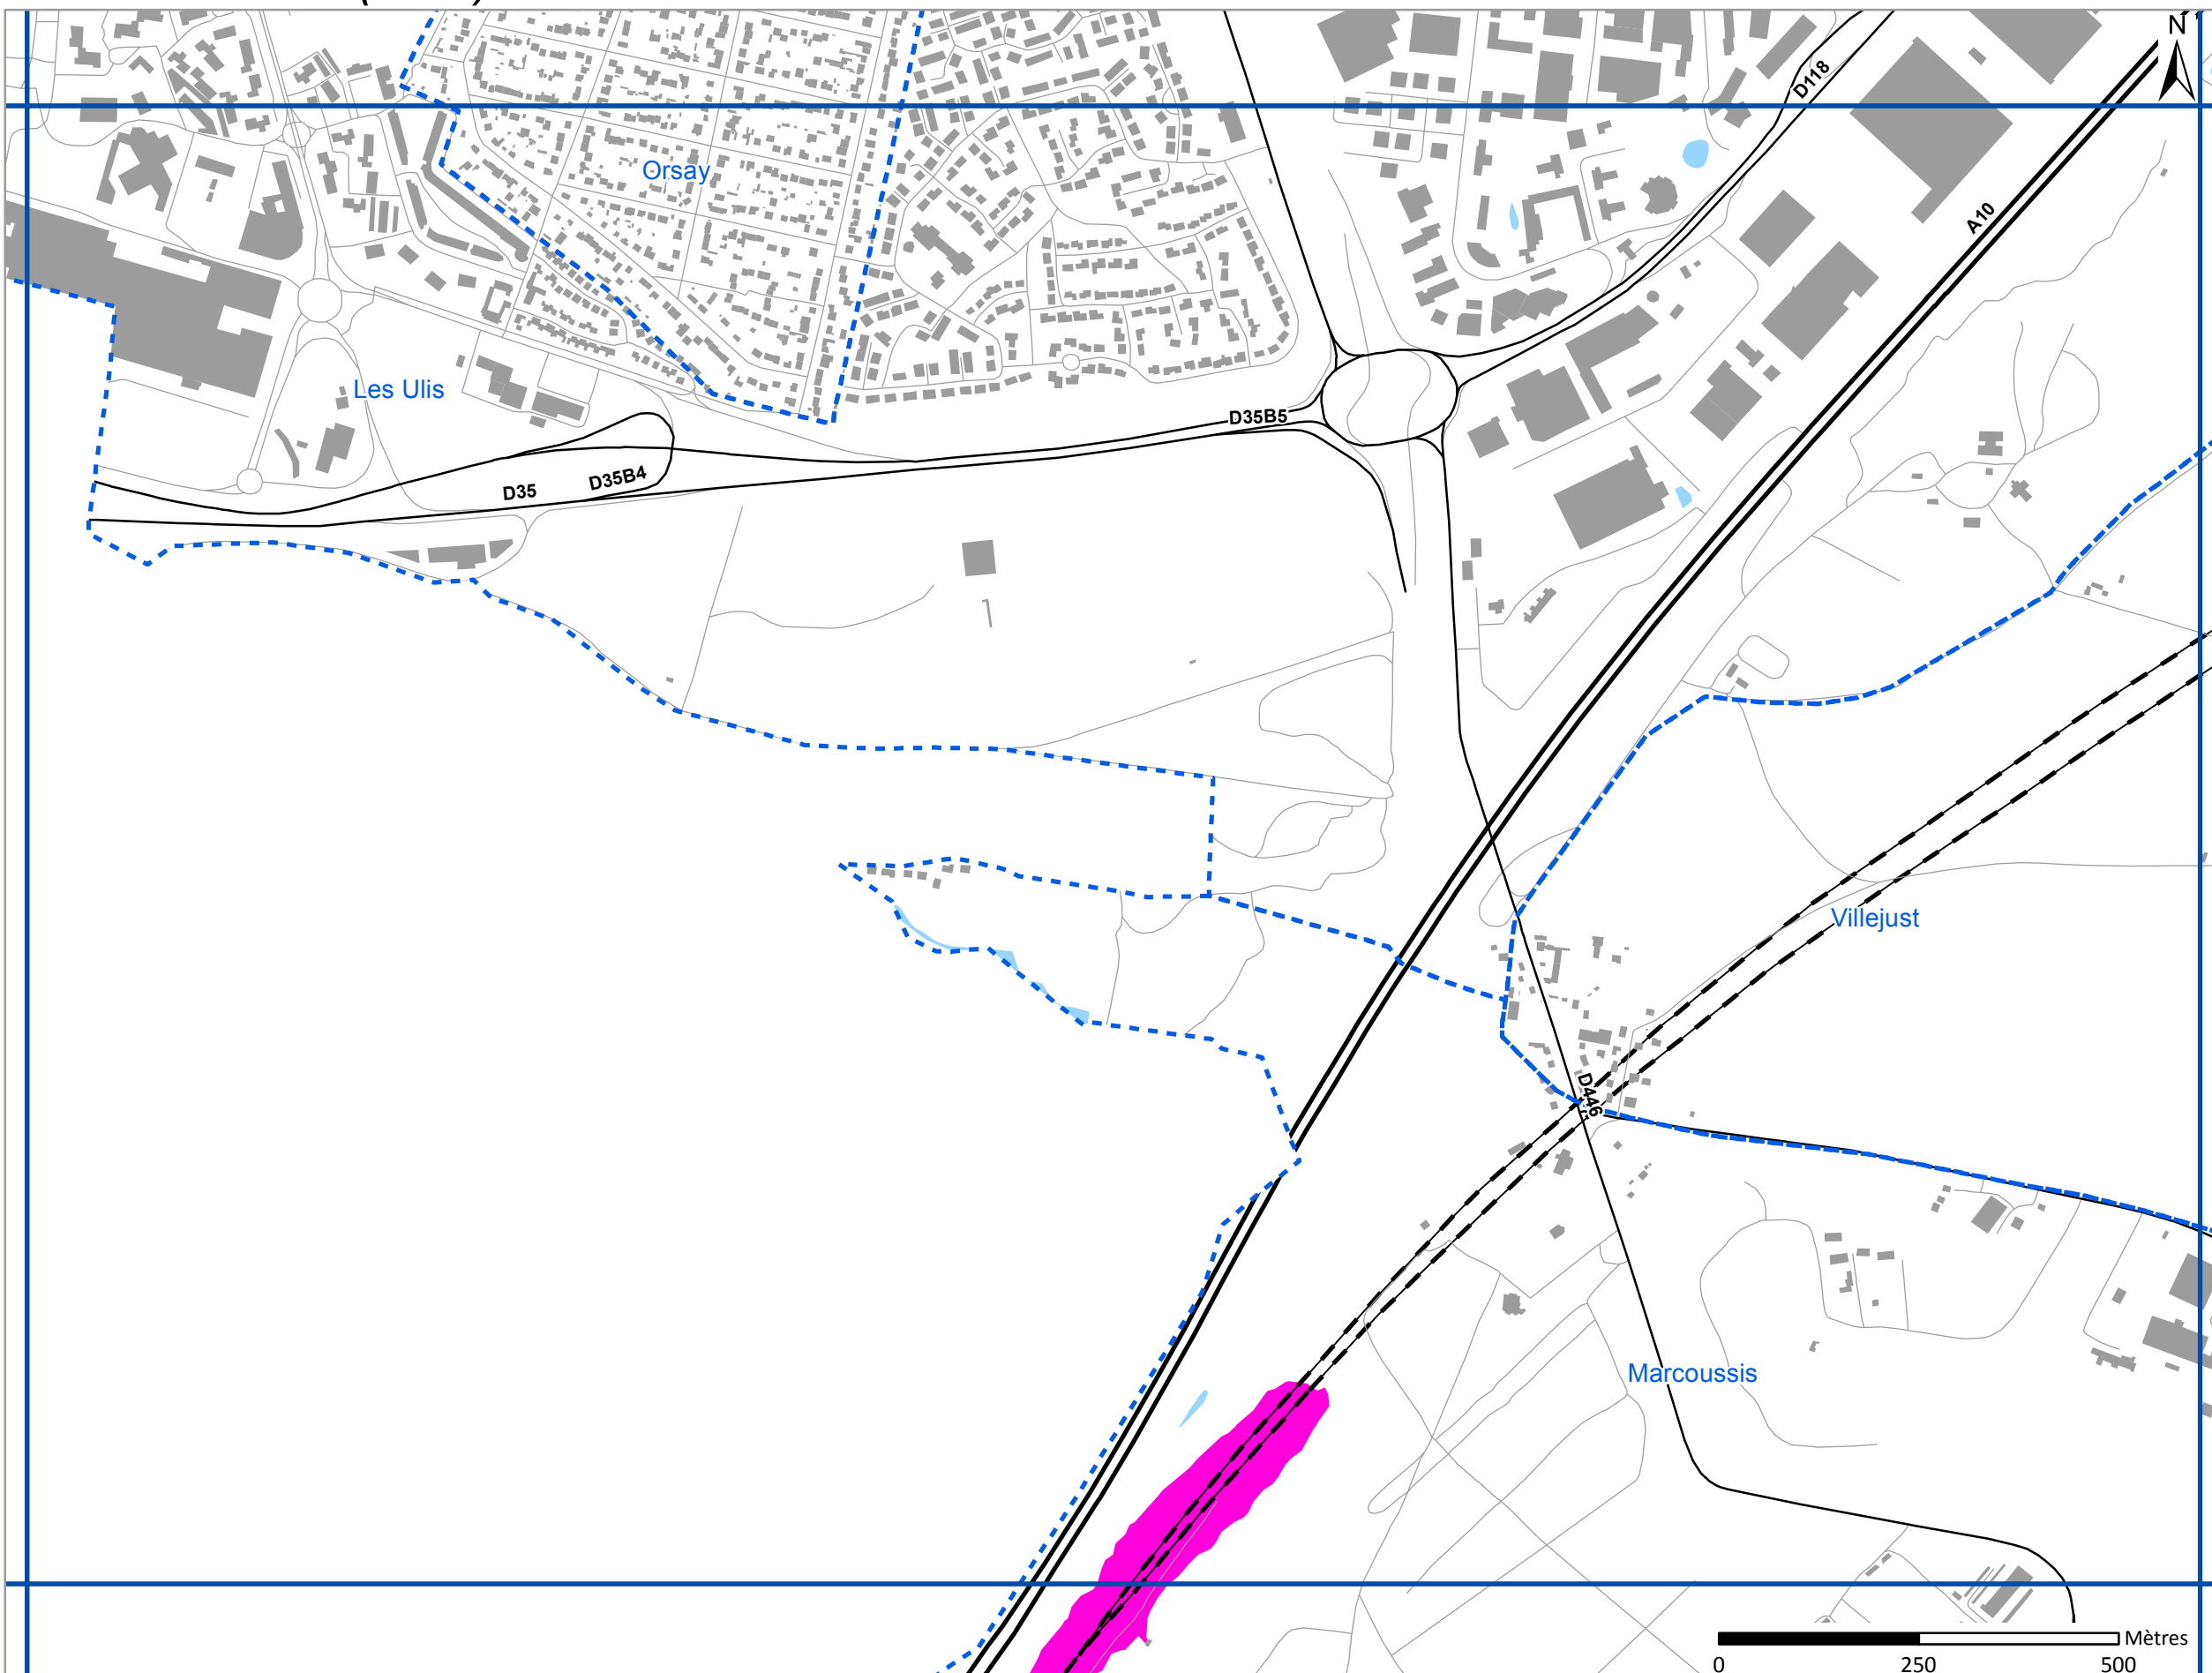 N
D118
Orsay
A10
Les Ulis
D35B5
D35B4
D35
Villejust
D446
Marcoussis
Mètres
0 250 500